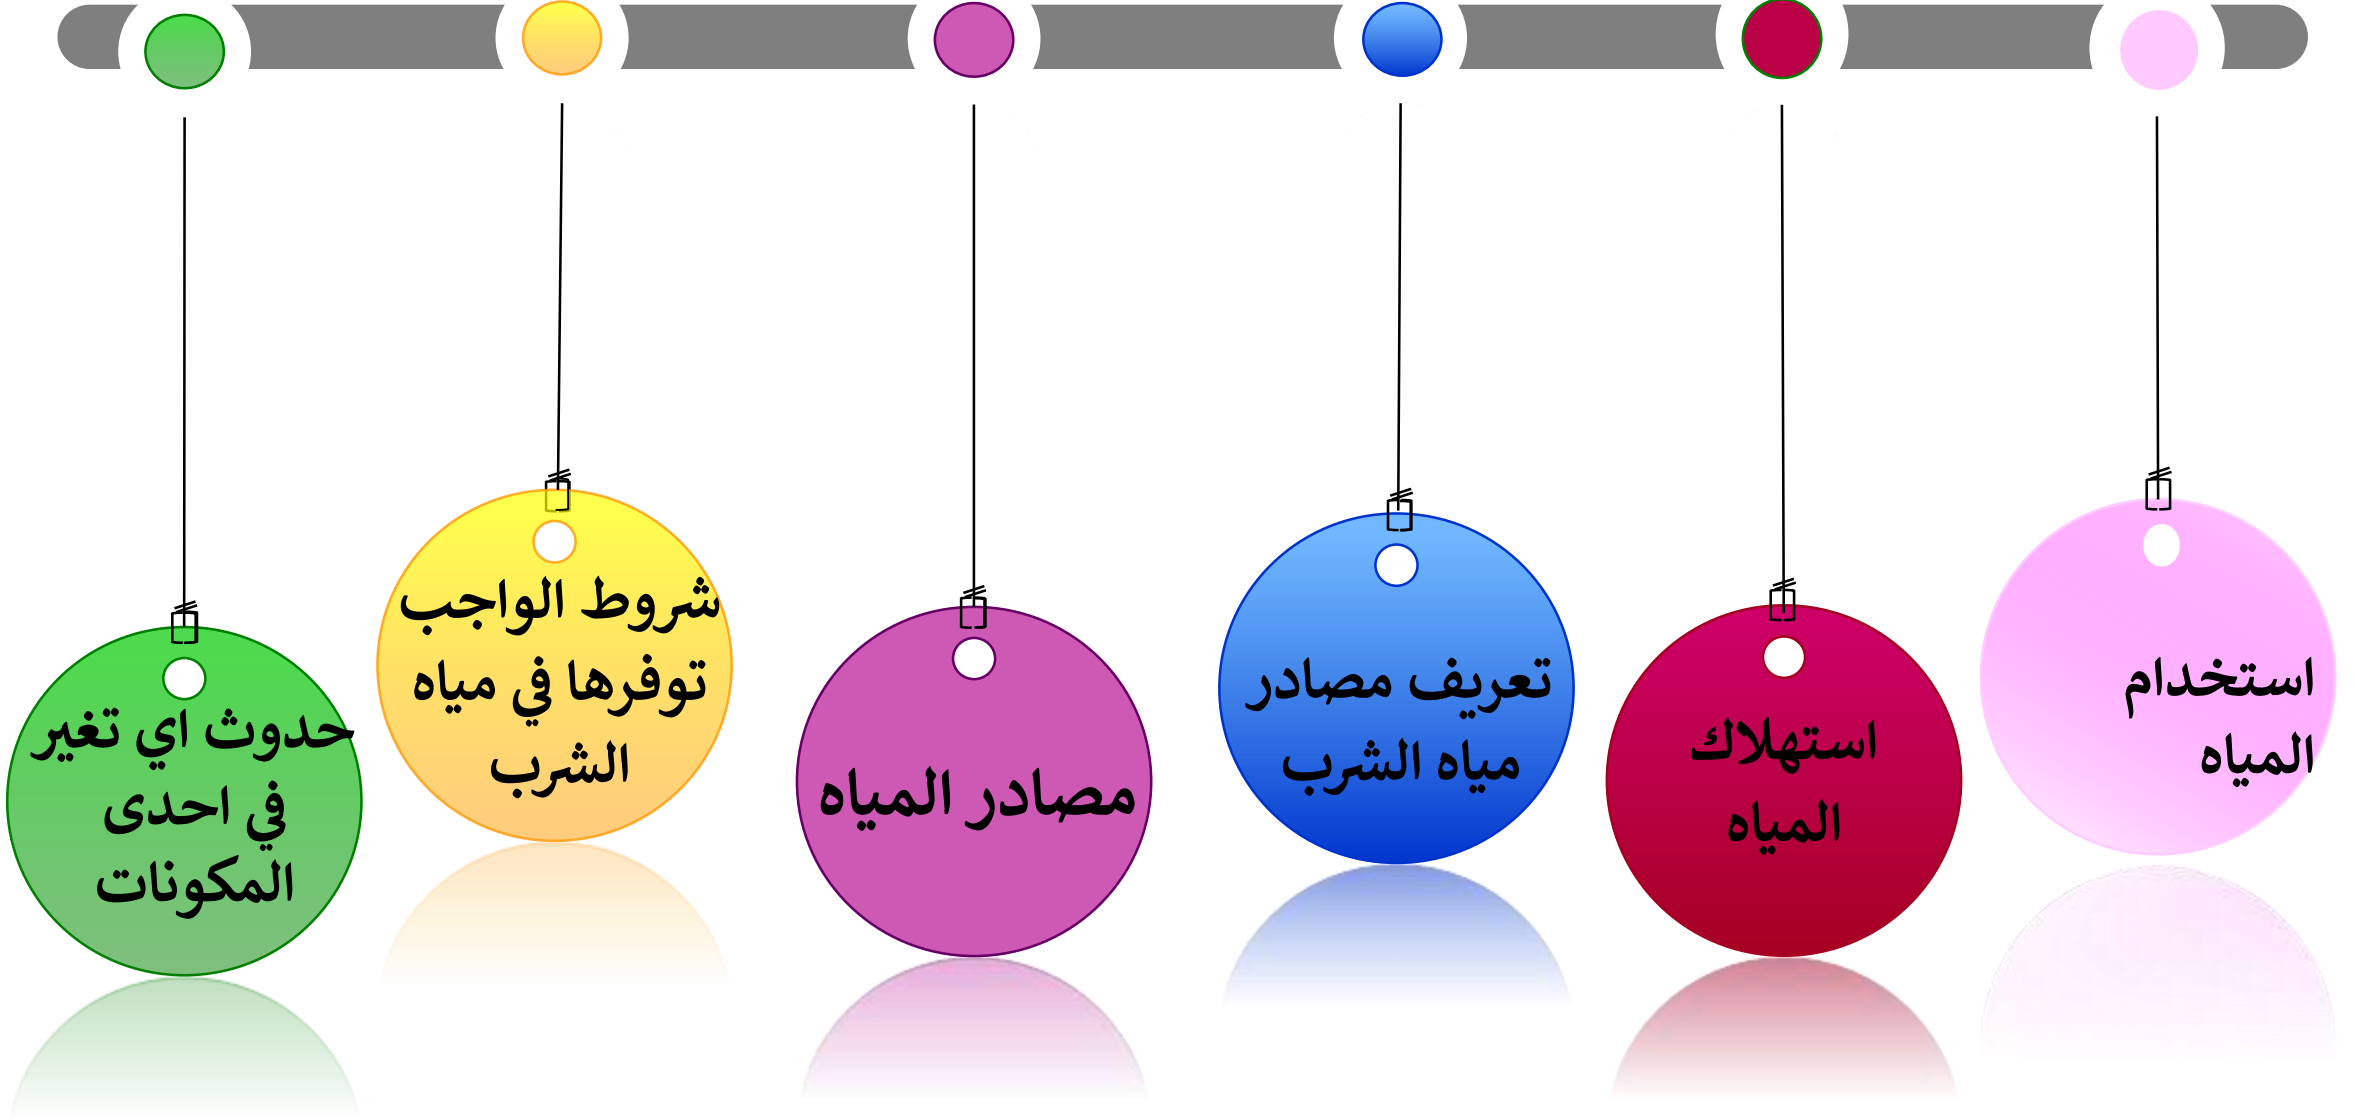 استخدام
المياه
استهلاك
المياه
تعريف مصادر
مياه الشرب
مصادر المياه
شروط الواجب
توفرها في مياه
الشرب
حدوث اي تغير
في احدى
المكونات